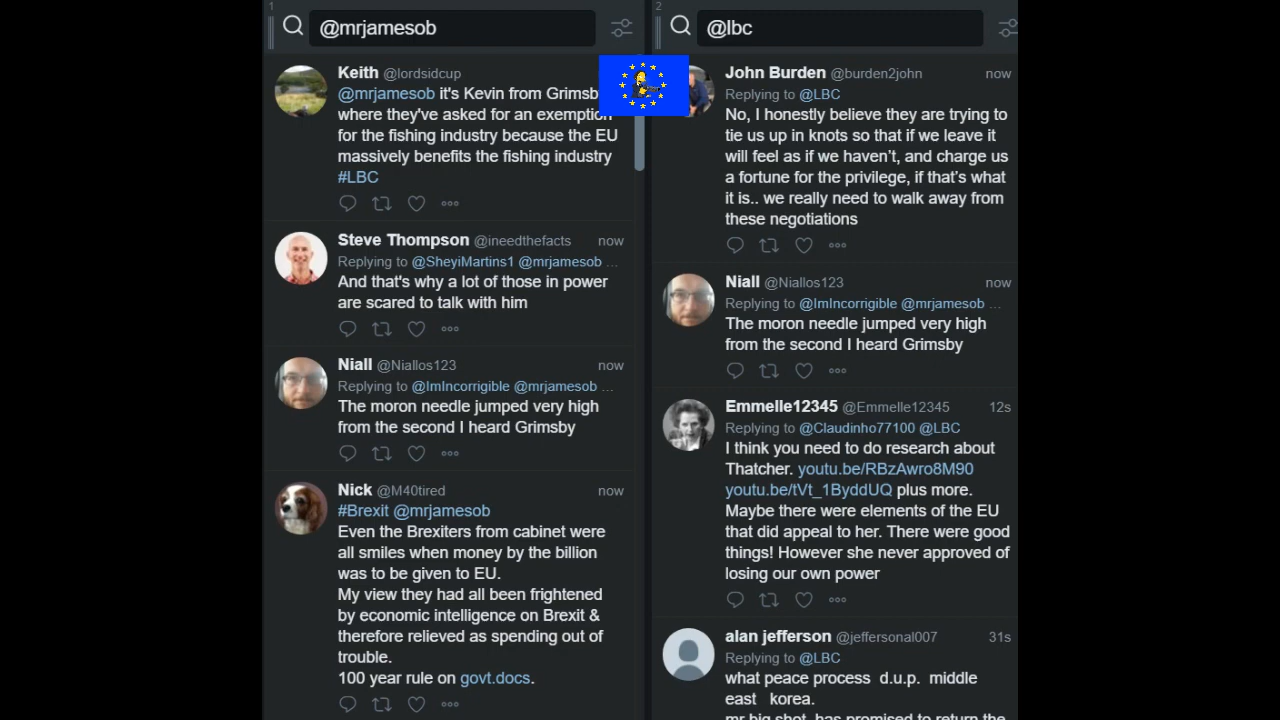 1
@mrjamesob
Keith @lordsidcup
@mrjamesob it's Kevin from Grimsby
where they've asked for an exemption
for the fishing industry because the EU
massively benefits the fishing industry
#LBC
Steve Thompson @ineedthefacts now
Replying to @SheyiMartins1 @mrjamesob ...
And that's why a lot of those in power
are scared to talk with him
Niall @Niallos123 now
Replying to @ImIncorrigible @mrjamesob ...
The moron needle jumped very high
from the second I heard Grimsby
Nick @M40tired now
#Brexit @mrjamesob
Even the Brexiters from cabinet were
all smiles when money by the billion
was to be given to EU.
My view they had all been frightened
by economic intelligence on Brexit &
therefore relieved as spending out of
trouble.
100 year rule on govt.docs.
2
@lbc
John Burden @burden2john now
Replying to @LBC
No, I honestly believe they are trying to
tie us up in knots so that if we leave it
will feel as if we haven't, and charge us
a fortune for the privilege, if that's what
it is.. we really need to walk away from
these negotiations
Niall @Niallos123 now
Replying to @ImIncorrigible @mrjamesob ...
The moron needle jumped very high
from the second I heard Grimsby
Emmelle12345 @Emmelle12345 12s
Replying to @Claudinho77100 @LBC
I think you need to do research about
Thatcher. youtu.be/RBzAwro8M90
youtu.be/tVt_1ByddUQ plus more.
Maybe there were elements of the EU
that did appeal to her. There were good
things! However she never approved of
losing our own power
alan jefferson @jeffersonal007 31s
Replying to @LBC
what peace process d.u.p. middle
east korea.
mr big shot has promised to return the